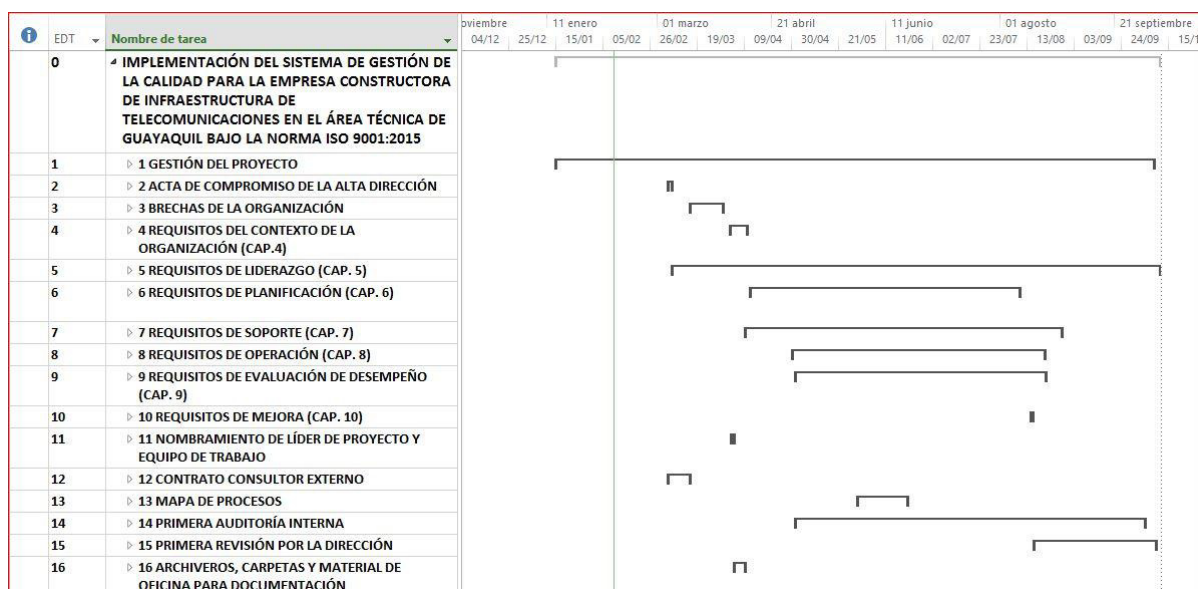 oviembre 11 enero 01 marzo 21 abril 11 junio 01 agosto 21 septiembre
EDT Nombre de tarea 04/12 25/12 15/01 05/02 26/02 19/03 09/04 30/04 21/05 11/06 02/07 23/07 13/08 03/09 24/09 15/1
0 IMPLEMENTACIÓN DEL SISTEMA DE GESTIÓN DE
LA CALIDAD PARA LA EMPRESA CONSTRUCTORA
DE INFRAESTRUCTURA DE
TELECOMUNICACIONES EN EL ÁREA TÉCNICA DE
GUAYAQUIL BAJO LA NORMA ISO 9001:2015
1 1 GESTIÓN DEL PROYECTO
2 2 ACTA DE COMPROMISO DE LA ALTA DIRECCIÓN
3 3 BRECHAS DE LA ORGANIZACIÓN
4 4 REQUISITOS DEL CONTEXTO DE LA
ORGANIZACIÓN (CAP.4)
5 5 REQUISITOS DE LIDERAZGO (CAP. 5)
6 6 REQUISITOS DE PLANIFICACIÓN (CAP. 6)
7 7 REQUISITOS DE SOPORTE (CAP. 7)
8 8 REQUISITOS DE OPERACIÓN (CAP. 8)
9 9 REQUISITOS DE EVALUACIÓN DE DESEMPEÑO
(CAP. 9)
10 10 REQUISITOS DE MEJORA (CAP. 10)
11 11 NOMBRAMIENTO DE LÍDER DE PROYECTO Y
EQUIPO DE TRABAJO
12 12 CONTRATO CONSULTOR EXTERNO
13 13 MAPA DE PROCESOS
14 14 PRIMERA AUDITORÍA INTERNA
15 15 PRIMERA REVISIÓN POR LA DIRECCIÓN
16 16 ARCHIVEROS, CARPETAS Y MATERIAL DE
OFICINA PARA DOCUMENTACIÓN